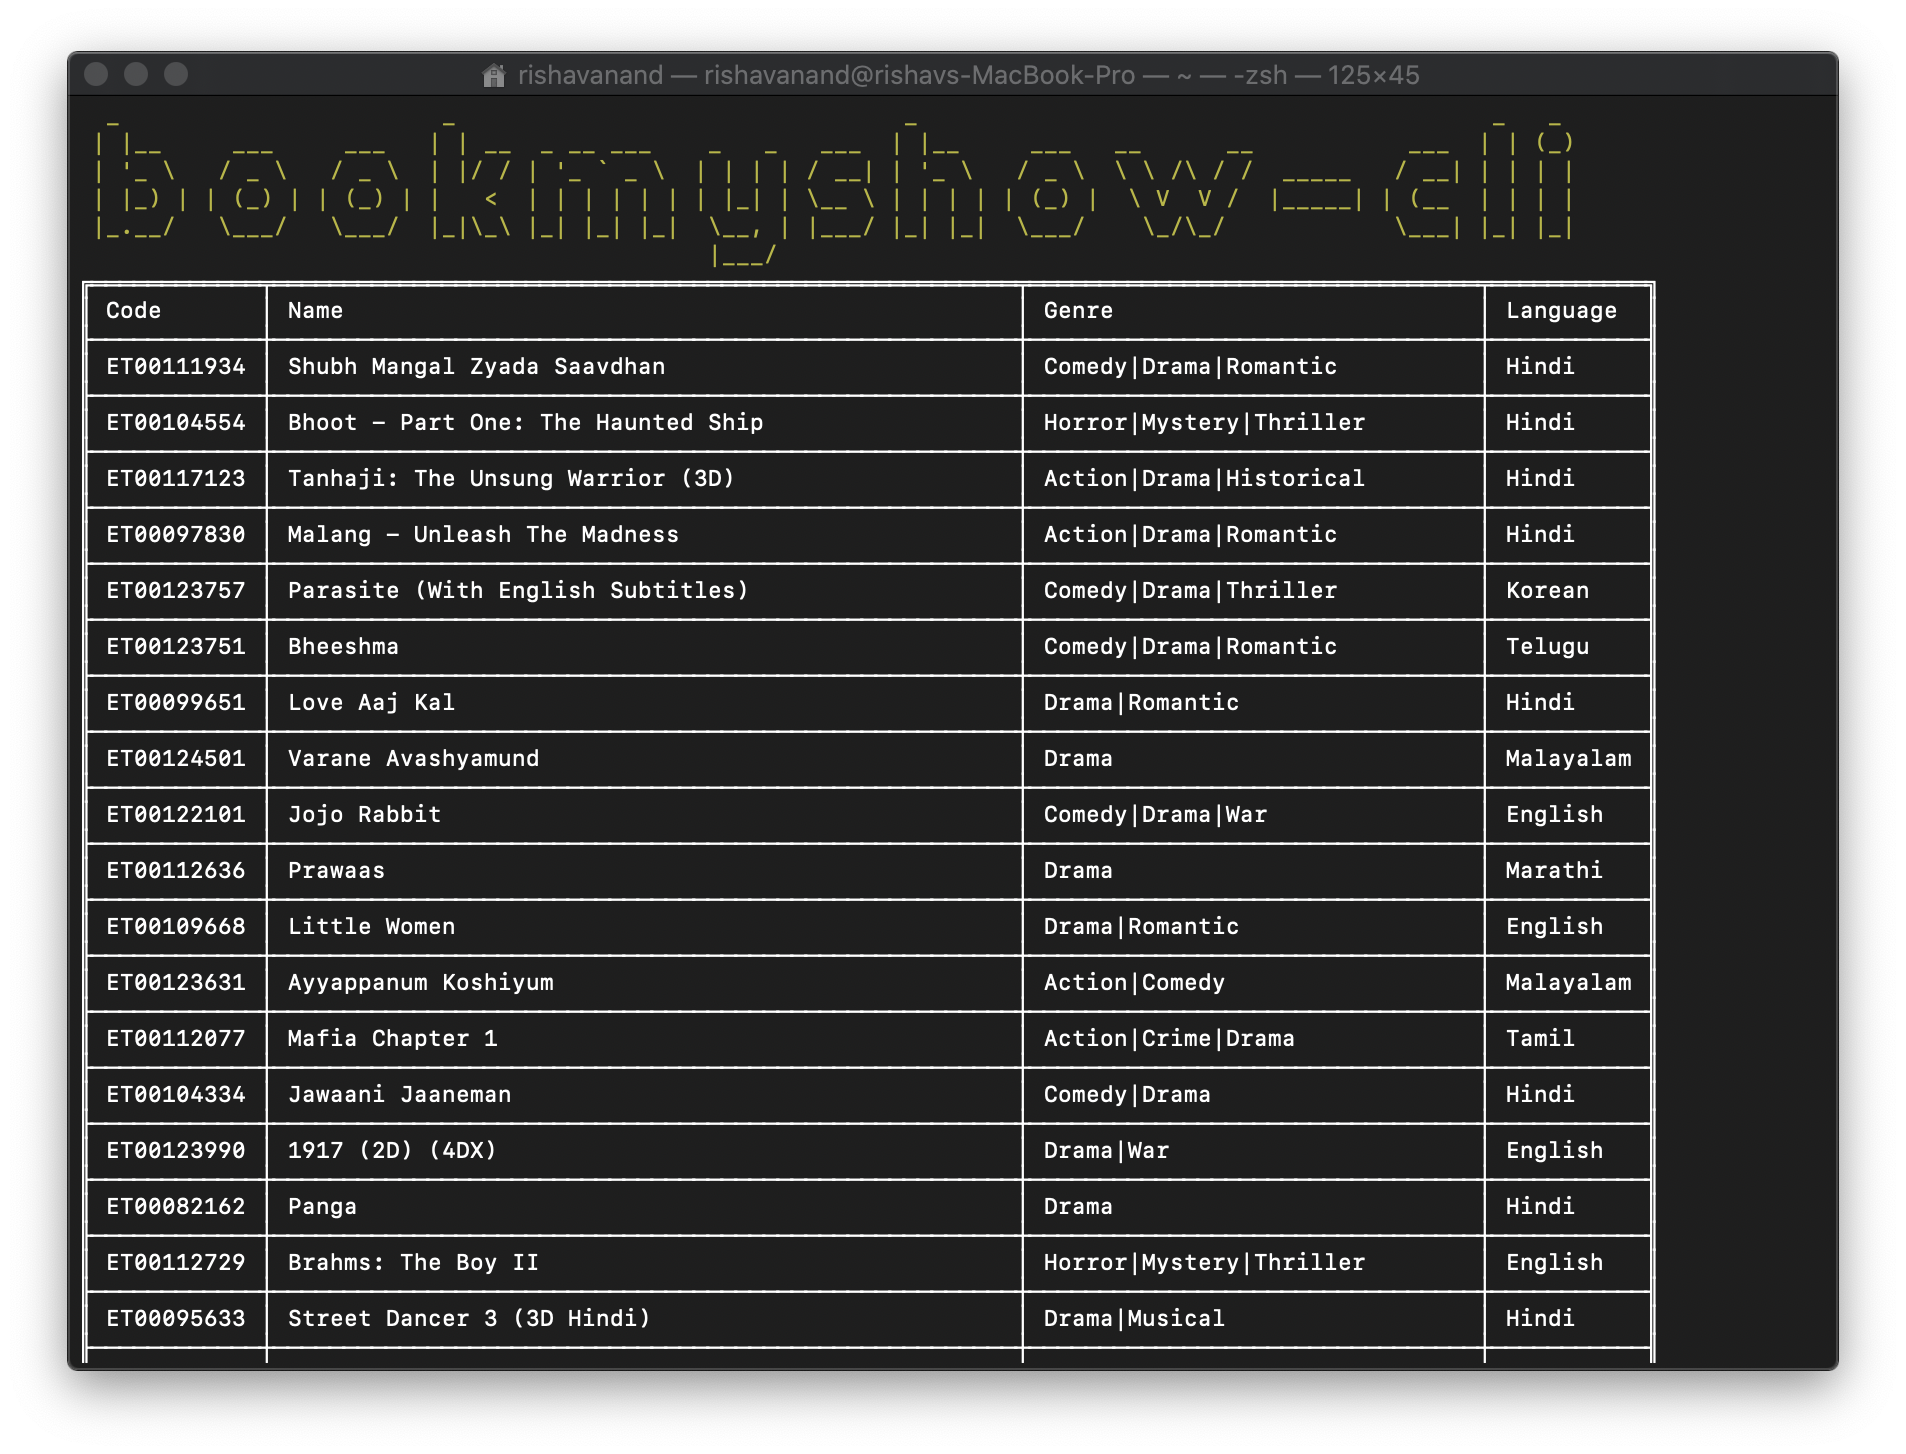 rishavanand — rishavanand@rishavs-MacBook-Pro — ~ — -zsh — 125×45
bookmyshow-cli
Code Name Genre Language
ET00111934 Shubh Mangal Zyada Saavdhan Comedy|Drama|Romantic Hindi
ET00104554 Bhoot – Part One: The Haunted Ship Horror|Mystery|Thriller Hindi
ET00117123 Tanhaji: The Unsung Warrior (3D) Action|Drama|Historical Hindi
ET00097830 Malang – Unleash The Madness Action|Drama|Romantic Hindi
ET00123757 Parasite (With English Subtitles) Comedy|Drama|Thriller Korean
ET00123751 Bheeshma Comedy|Drama|Romantic Telugu
ET00099651 Love Aaj Kal Drama|Romantic Hindi
ET00124501 Varane Avashyamund Drama Malayalam
ET00122101 Jojo Rabbit Comedy|Drama|War English
ET00112636 Prawaas Drama Marathi
ET00109668 Little Women Drama|Romantic English
ET00123631 Ayyappanum Koshiyum Action|Comedy Malayalam
ET00112077 Mafia Chapter 1 Action|Crime|Drama Tamil
ET00104334 Jawaani Jaaneman Comedy|Drama Hindi
ET00123990 1917 (2D) (4DX) Drama|War English
ET00082162 Panga Drama Hindi
ET00112729 Brahms: The Boy II Horror|Mystery|Thriller English
ET00095633 Street Dancer 3 (3D Hindi) Drama|Musical Hindi